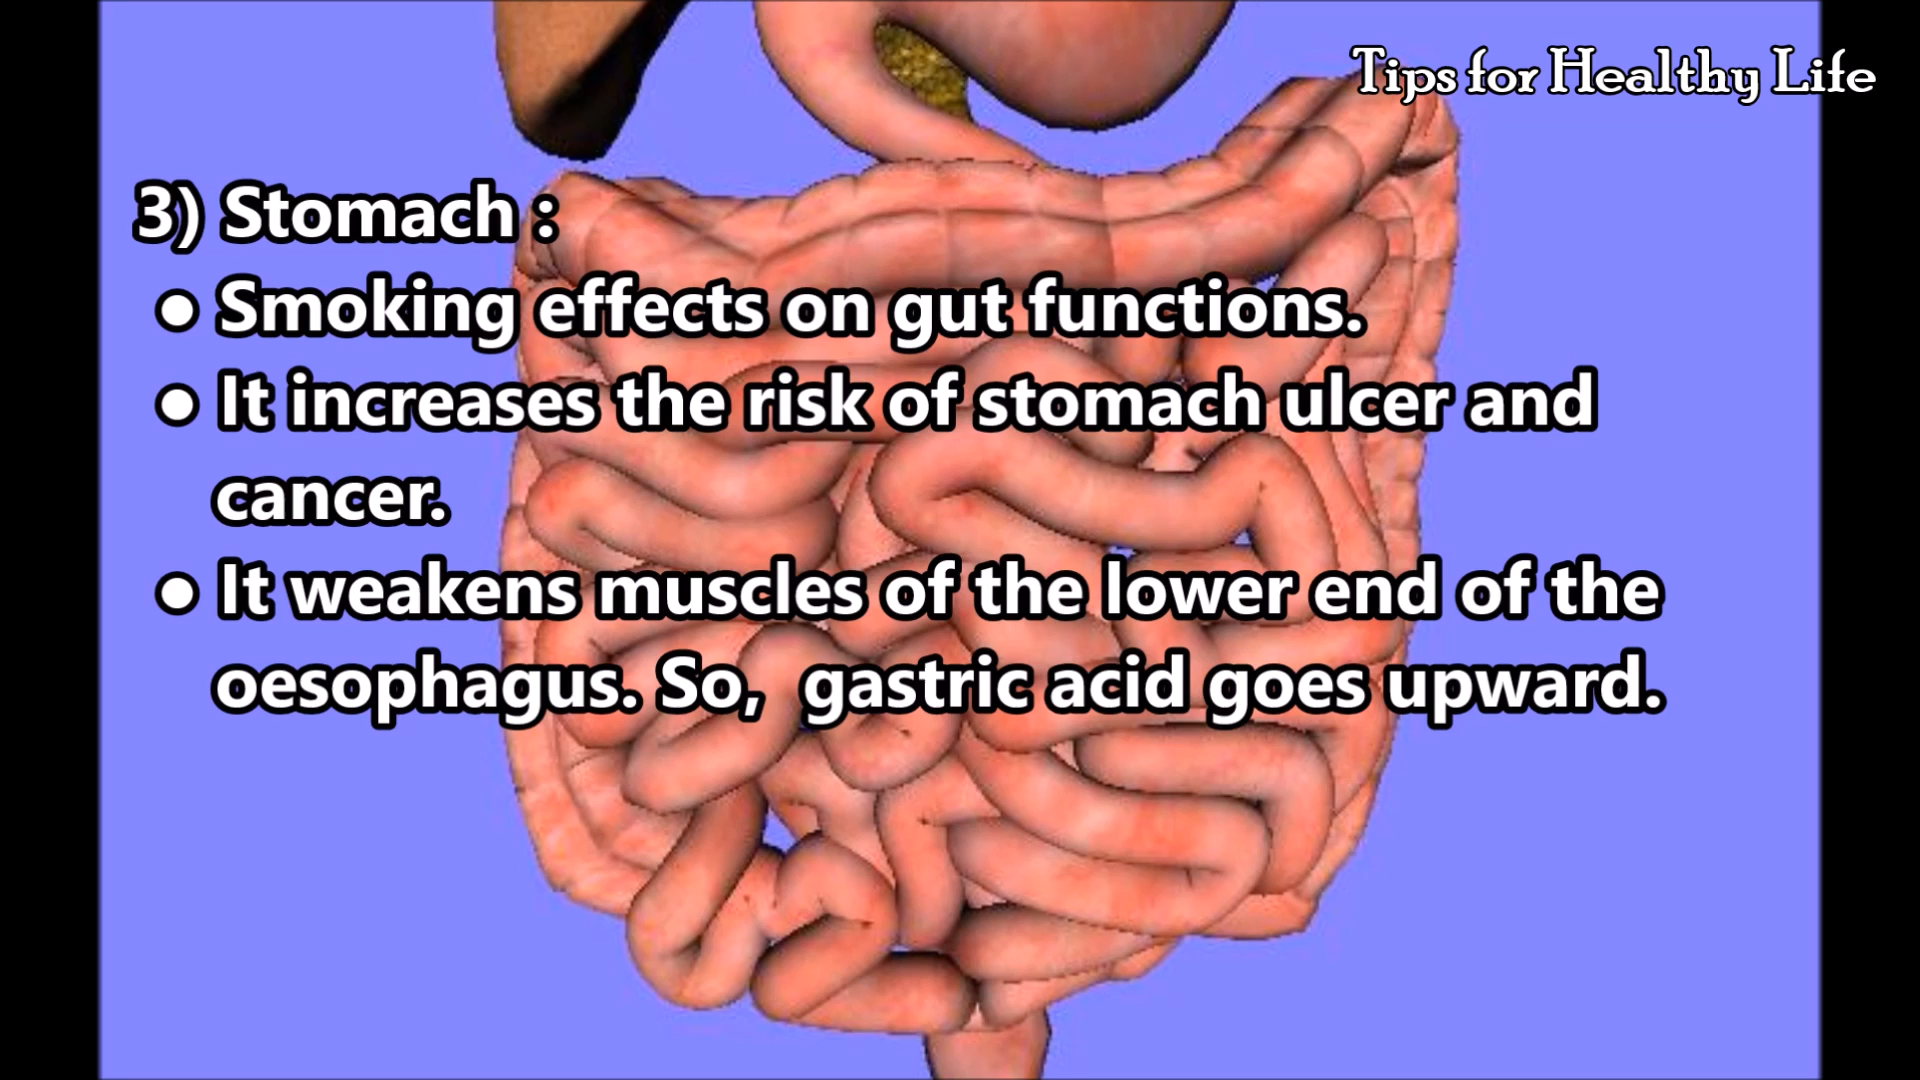 Tips for Healthy Life
3) Stomach :
● Smoking effects on gut functions.
● It increases the risk of stomach ulcer and
cancer.
● It weakens muscles of the lower end of the
oesophagus. So,  gastric acid goes upward.